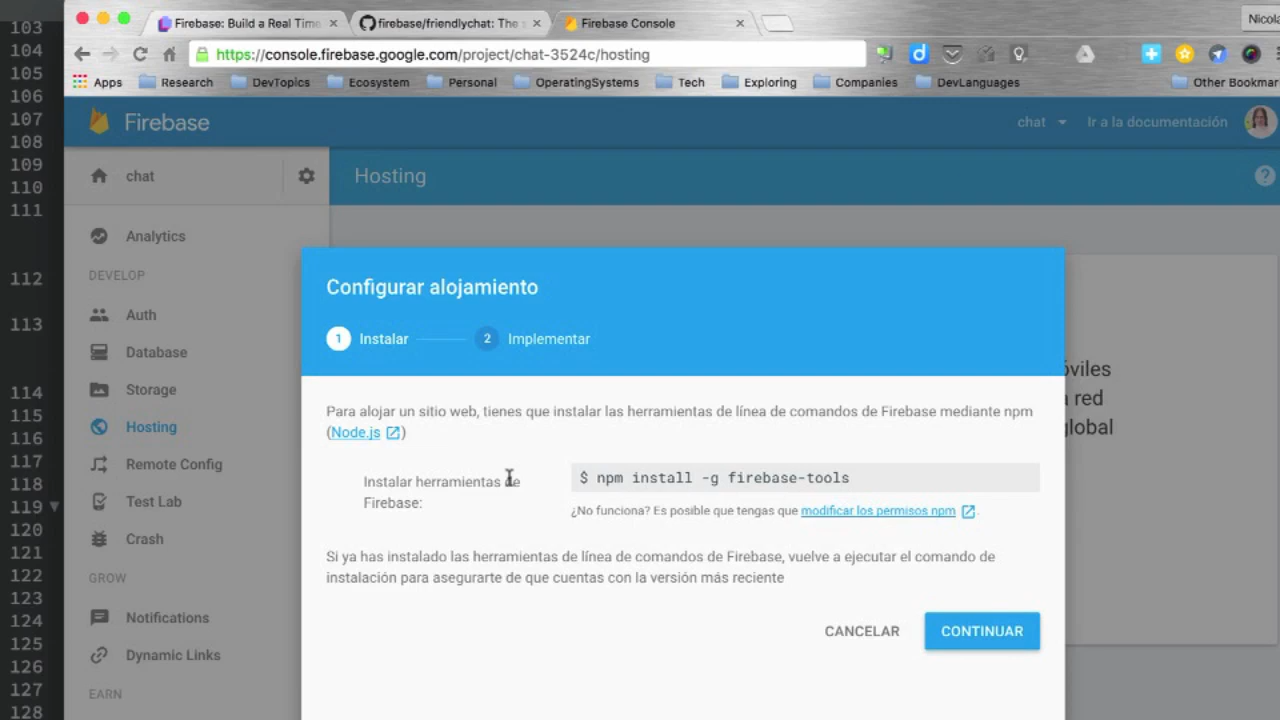 Firebase: Build a Real Time
firebase/friendlychat: The
Firebase Console
Nicola
https://console.firebase.google.com/project/chat-3524c/hosting
Apps
Research
DevTopics
Ecosystem
Personal
OperatingSystems
Tech
Exploring
Companies
DevLanguages
Other Bookmar
Firebase
chat
Ir a la documentación
chat
Hosting
Analytics
DEVELOP
Auth
Database
Storage
Hosting
Remote Config
Test Lab
Crash
GROW
Notifications
Dynamic Links
EARN
Configurar alojamiento
1 Instalar
2 Implementar
Para alojar un sitio web, tienes que instalar las herramientas de línea de comandos de Firebase mediante npm
(Node.js)
Instalar herramientas de
Firebase:
$ npm install -g firebase-tools
¿No funciona? Es posible que tengas que modificar los permisos npm .
Si ya has instalado las herramientas de línea de comandos de Firebase, vuelve a ejecutar el comando de
instalación para asegurarte de que cuentas con la versión más reciente
CANCELAR
CONTINUAR
óviles
a red
global
103
104
105
106
107
108
109
110
111
112
113
114
115
116
117
118
119
120
121
122
123
124
125
126
127
128